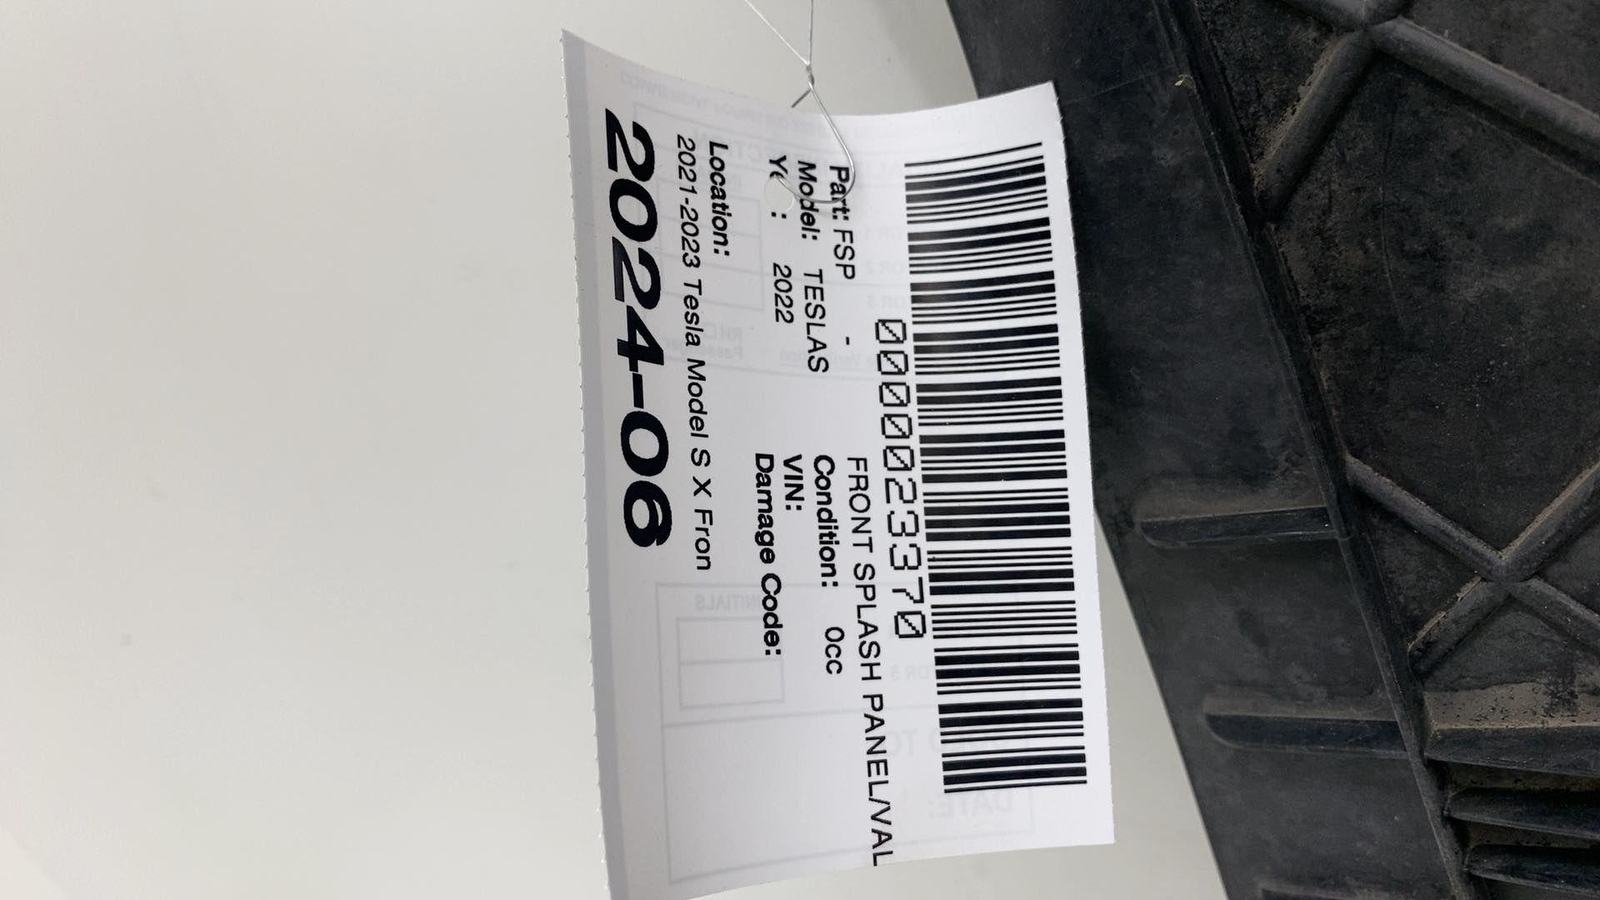 0000023370
Part: FSP - FRONT SPLASH PANEL/VAL
Model: TESLAS Condition: 0cc
: 2022 VIN:
Damage Code:
Location:
2021-2023 Tesla Model S X Fron
2024-06